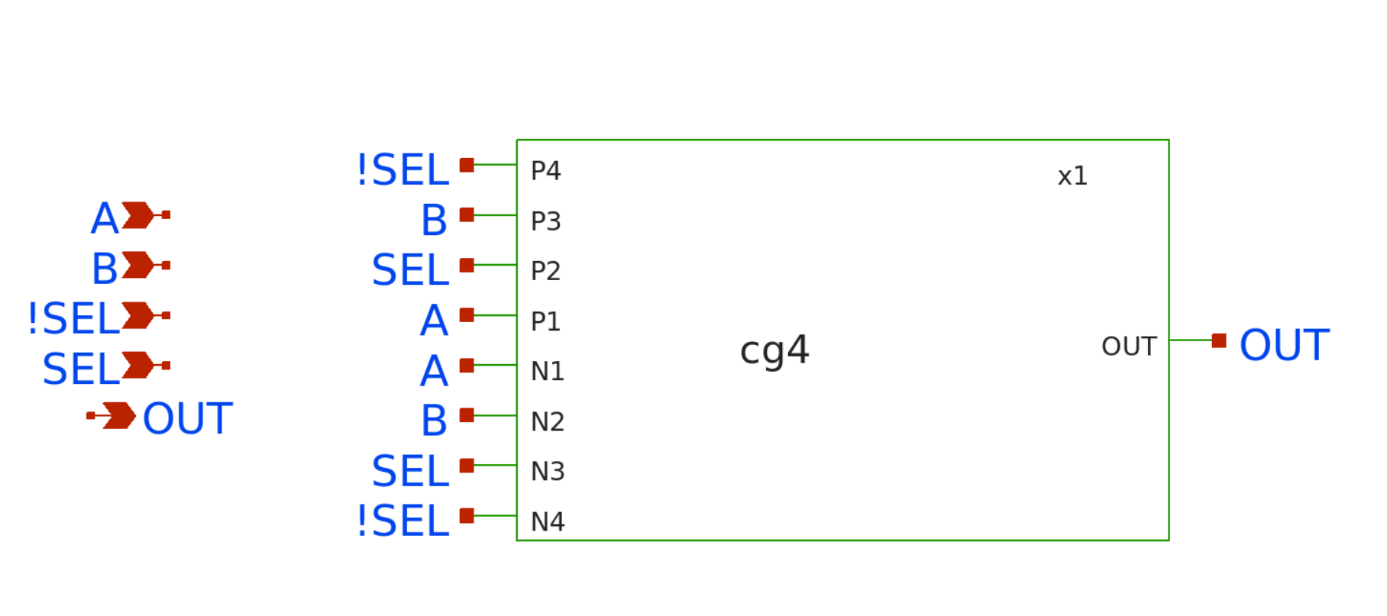 A
B
!SEL
SEL
OUT
!SEL
B
SEL
A
A
B
SEL
!SEL
P4
P3
P2
P1
N1
N2
N3
N4
x1
cg4
OUT
OUT